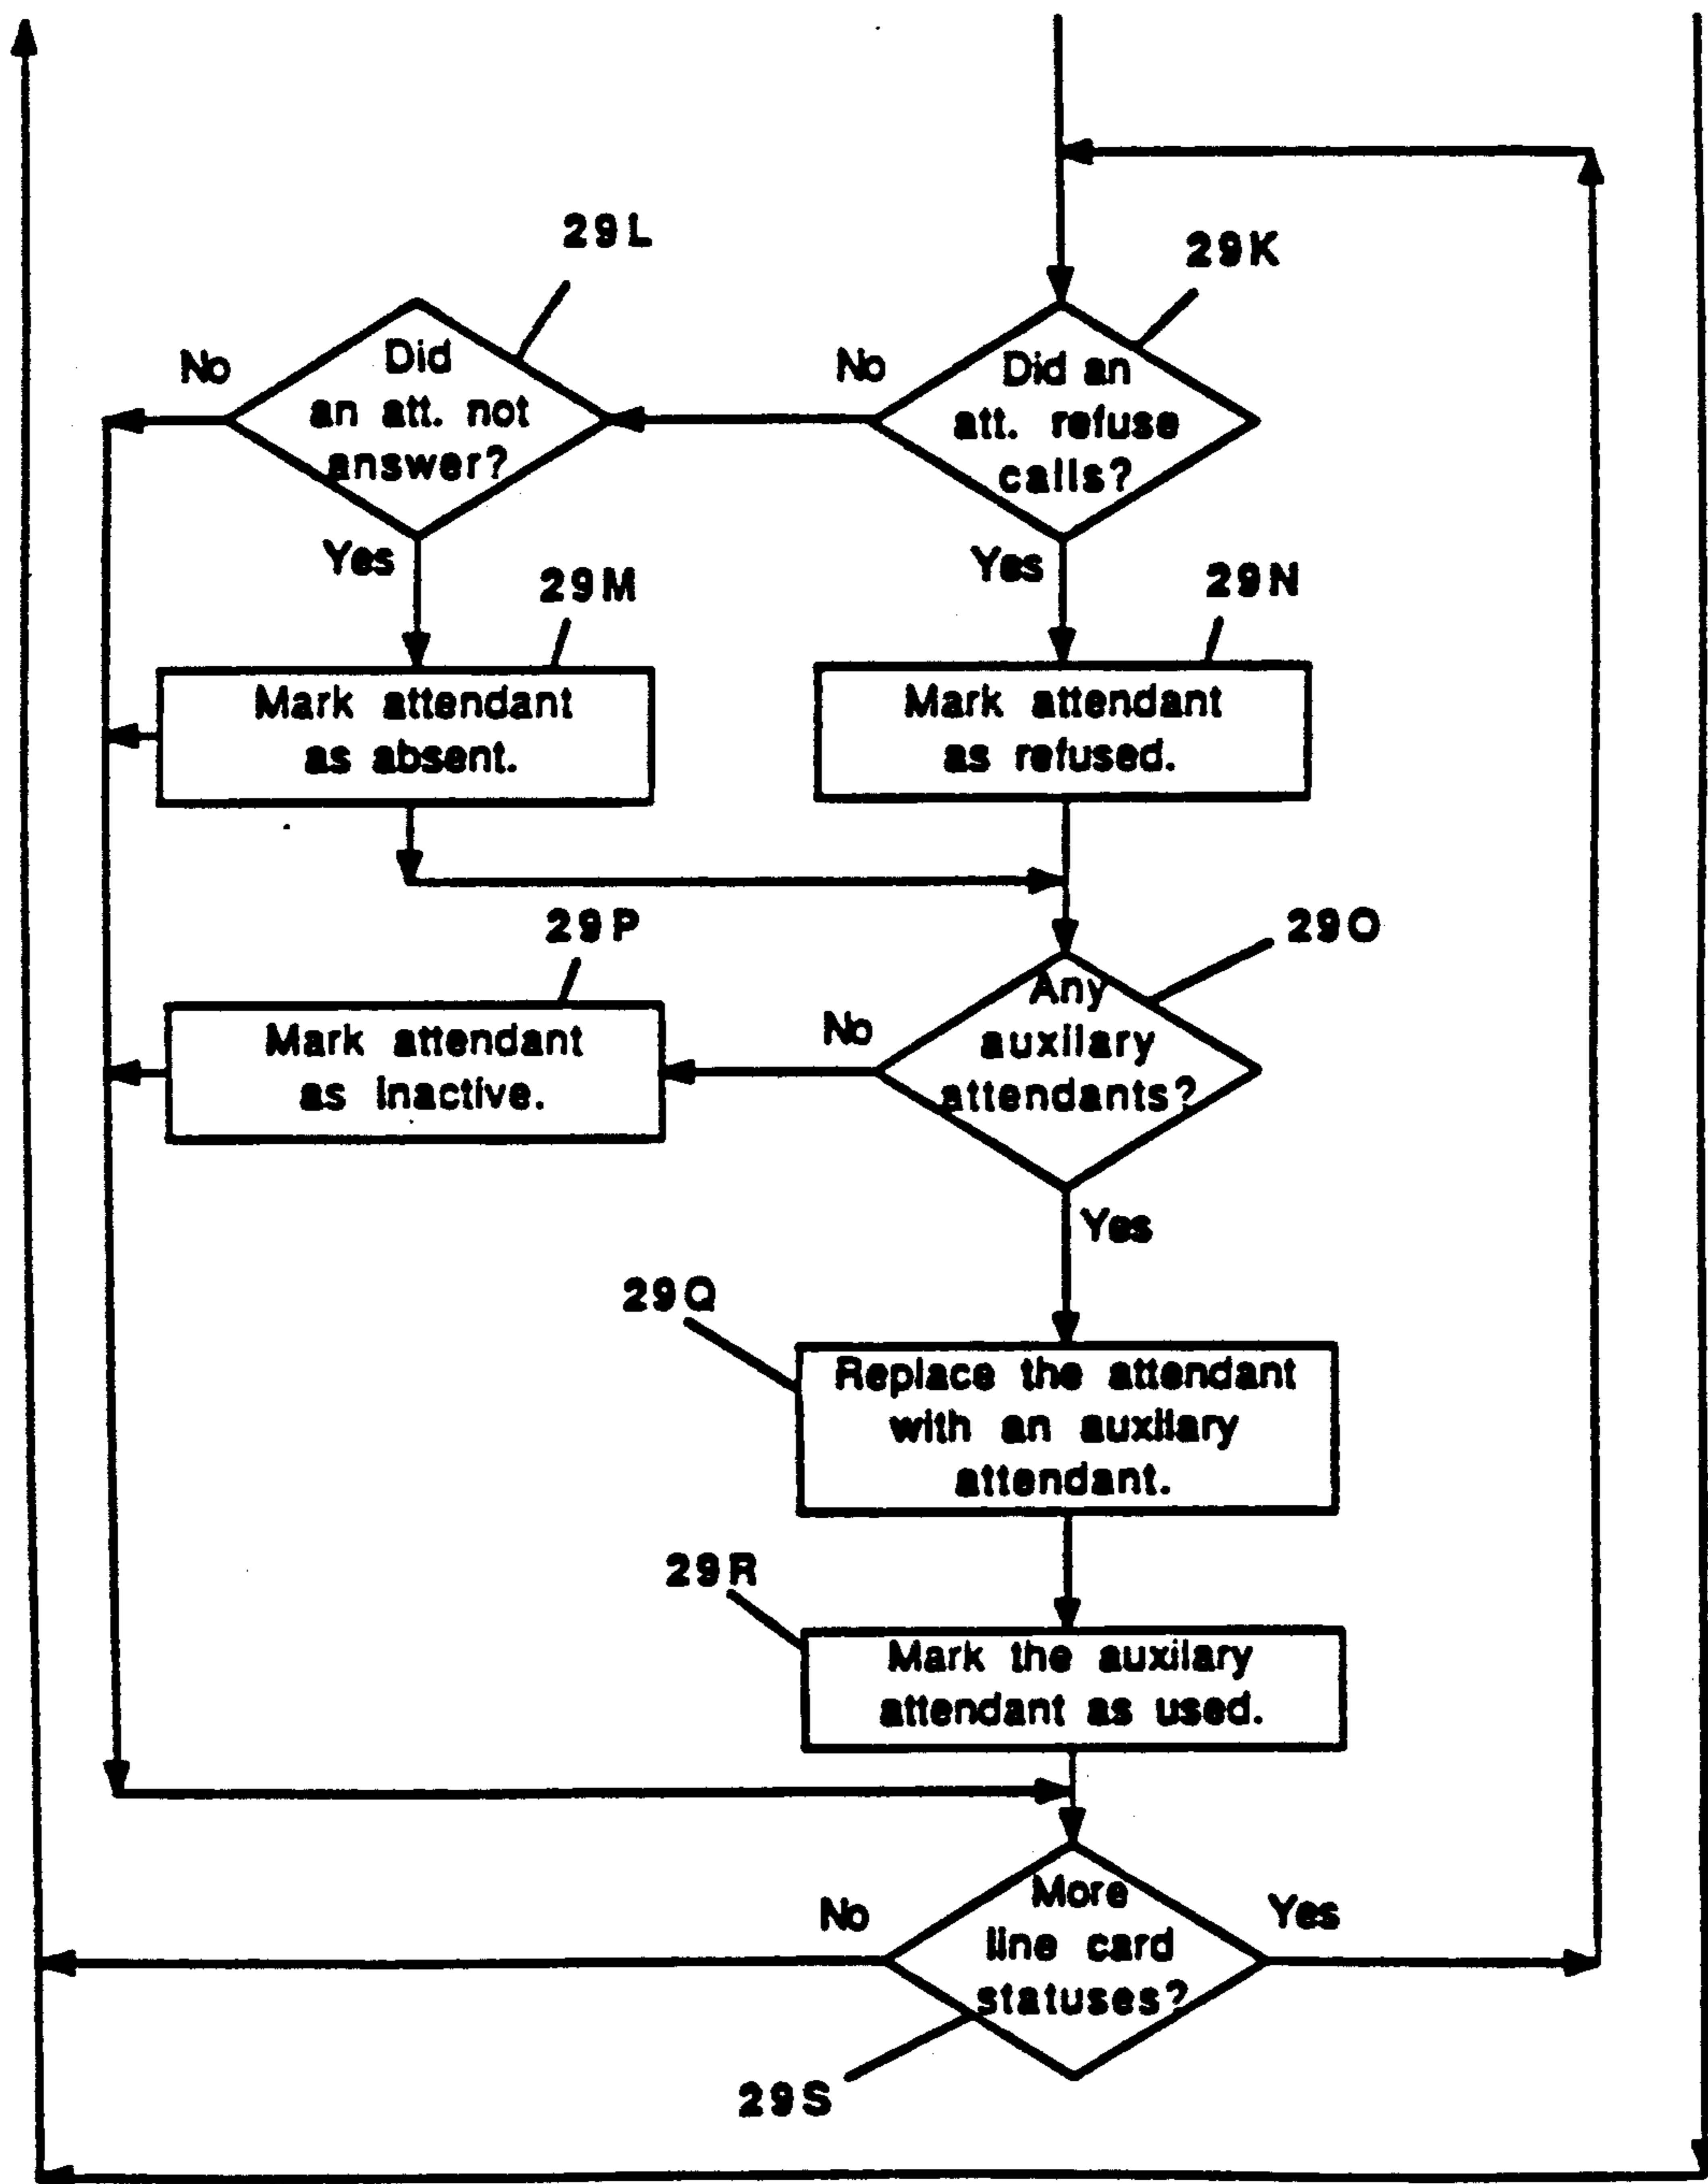 29L
29K
No
Did
an att. not
answer?
No
Did an
att. refuse
calls?
Yes
29M
Yes
29N
Mark attendant
as absent.
Mark attendant
as refused.
29P
29O
Mark attendant
as inactive.
No
Any
auxilary
attendants?
Yes
29Q
Replace the attendant
with an auxilary
attendant.
29R
Mark the auxilary
attendant as used.
No
More
line card
statuses?
Yes
29S